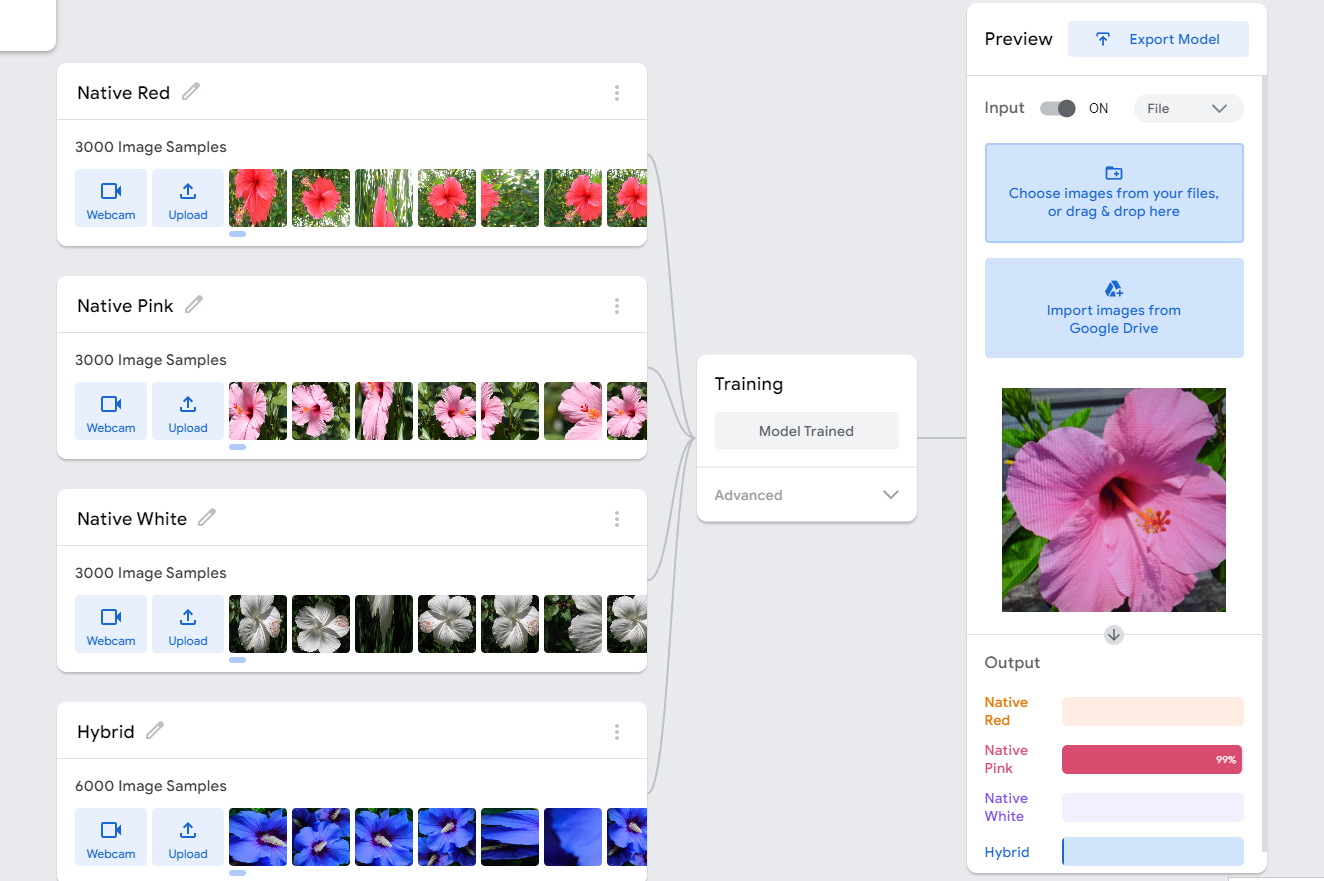 Native Red
3000 Image Samples
Webcam
Upload
Native Pink
3000 Image Samples
Webcam
Upload
Native White
3000 Image Samples
Webcam
Upload
Hybrid
6000 Image Samples
Webcam
Upload
Training
Model Trained
Advanced
Preview
Export Model
Input
ON
File
Choose images from your files,
or drag & drop here
Import images from
Google Drive
Output
Native
Red
Native
Pink
99%
Native
White
Hybrid